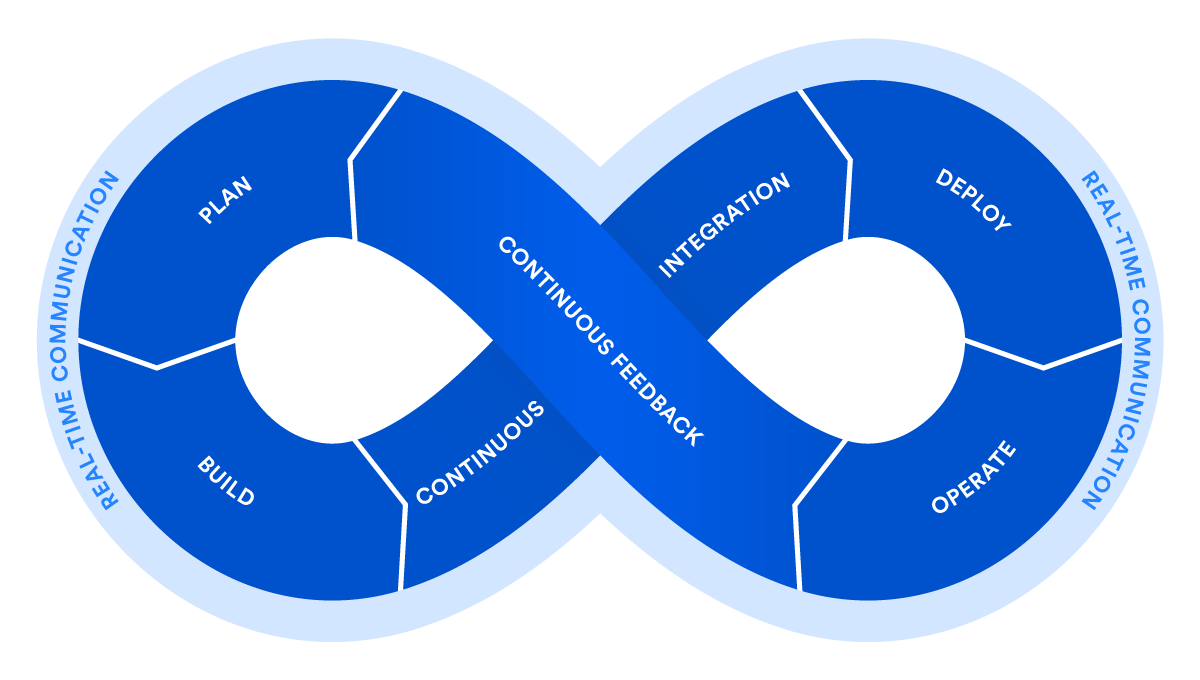 REAL-TIME COMMUNICATION
PLAN
BUILD
CONTINUOUS
INTEGRATION
CONTINUOUS FEEDBACK
DEPLOY
OPERATE
REAL-TIME COMMUNICATION